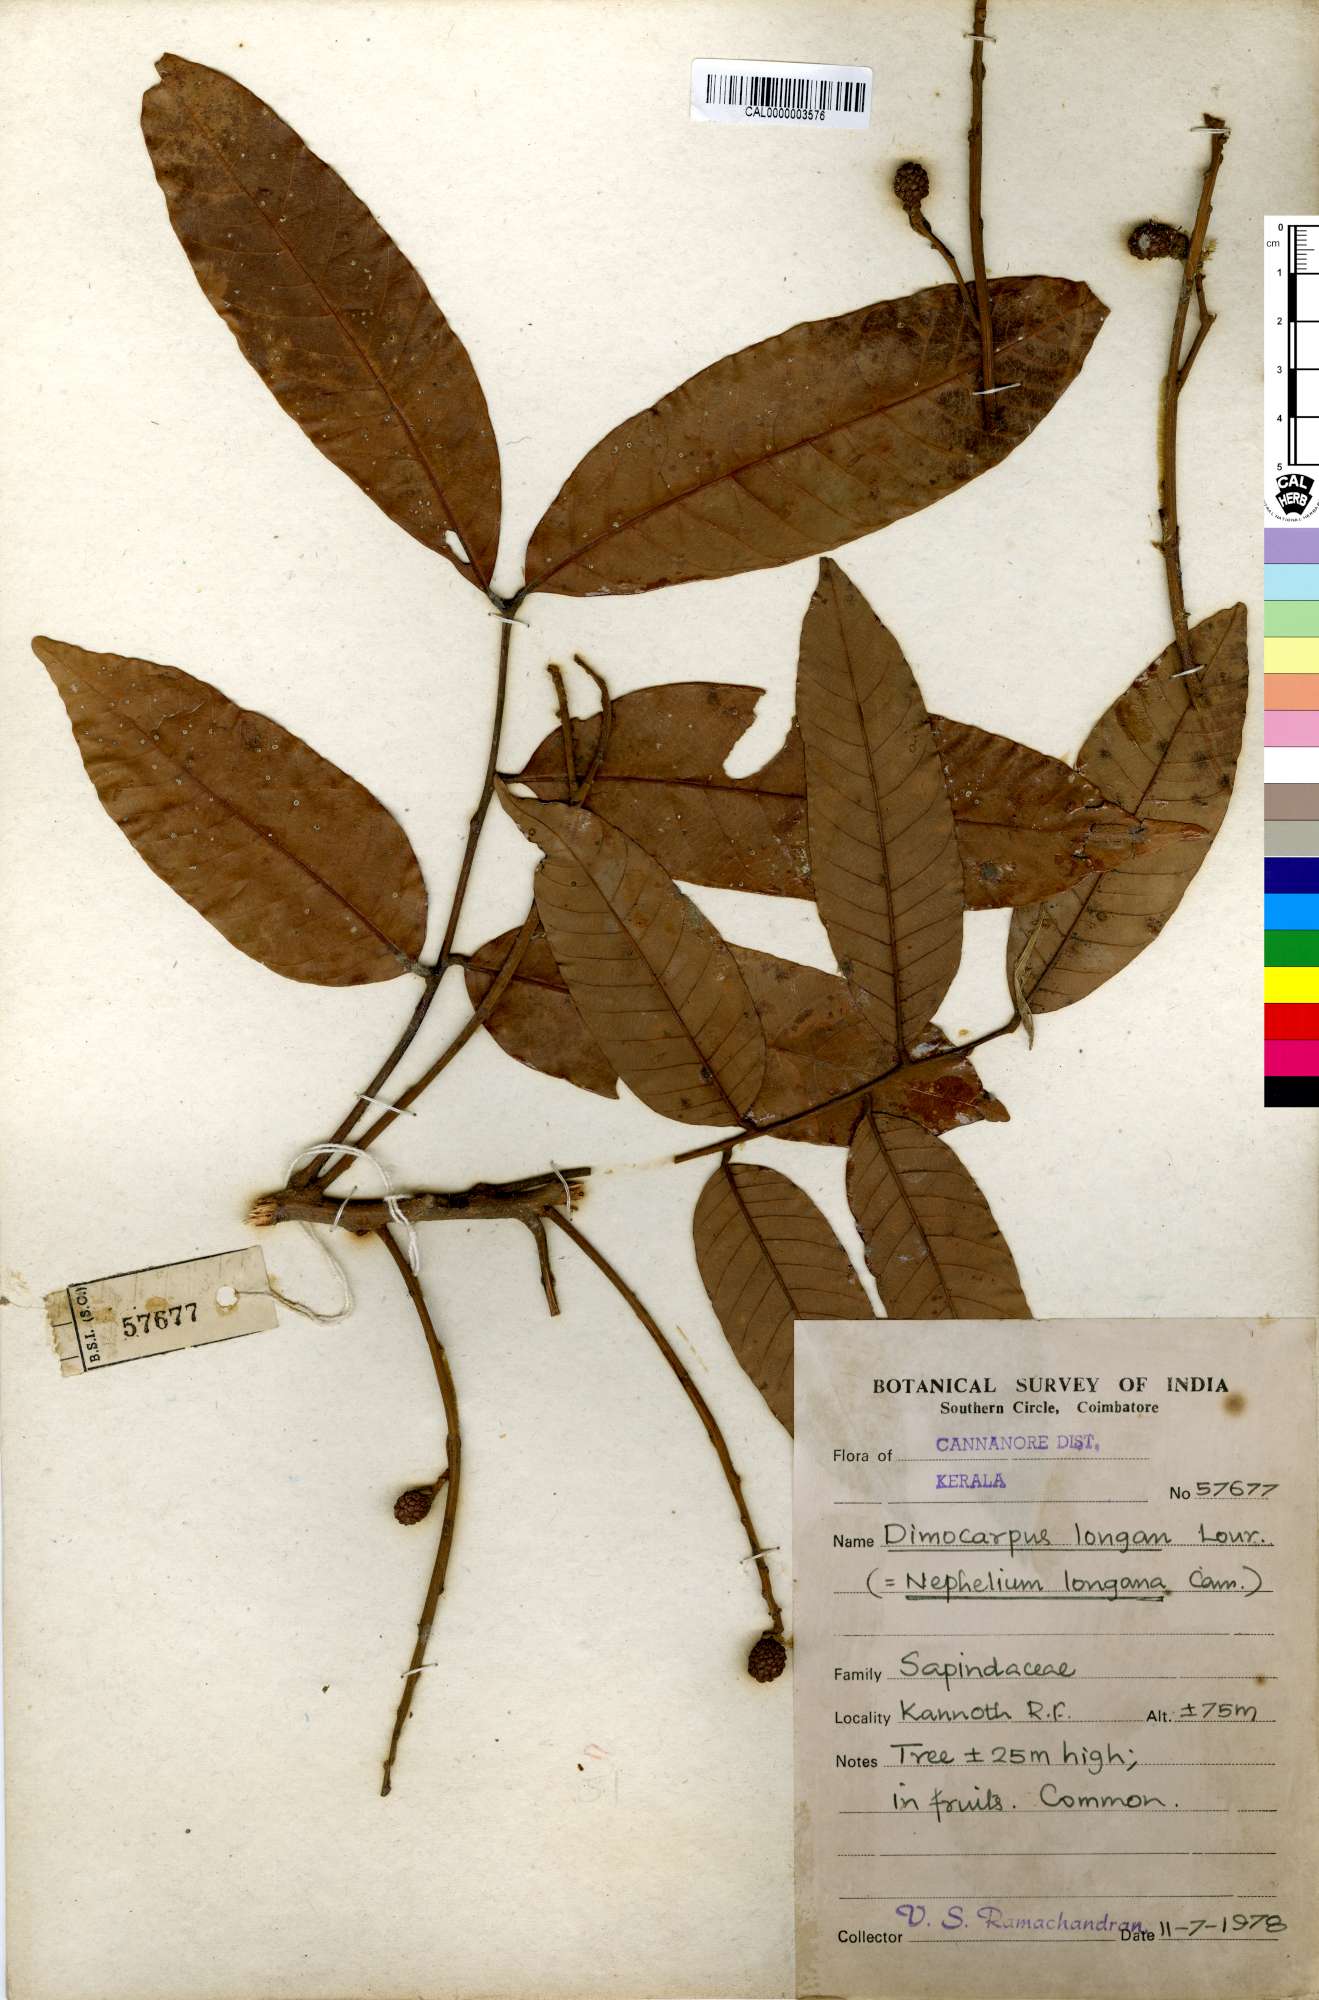 CAL0000003576
0
cm
1
2
3
4
5
CAL
HERB
B.S.I. (S.C.)
57677
BOTANICAL SURVEY OF INDIA
Southern Circle, Coimbatore
Flora of CANNANORE DIST.
KERALA
No 57677
Name Dimocarpus longan Lour.
(= Nephelium longana Cam.)
Family Sapindaceae
Locality Kannoth R.F. Alt. ±75m
Notes Tree ± 25m high;
in fruits. Common.
Collector V. S. Ramachandran. Date 11-7-1978